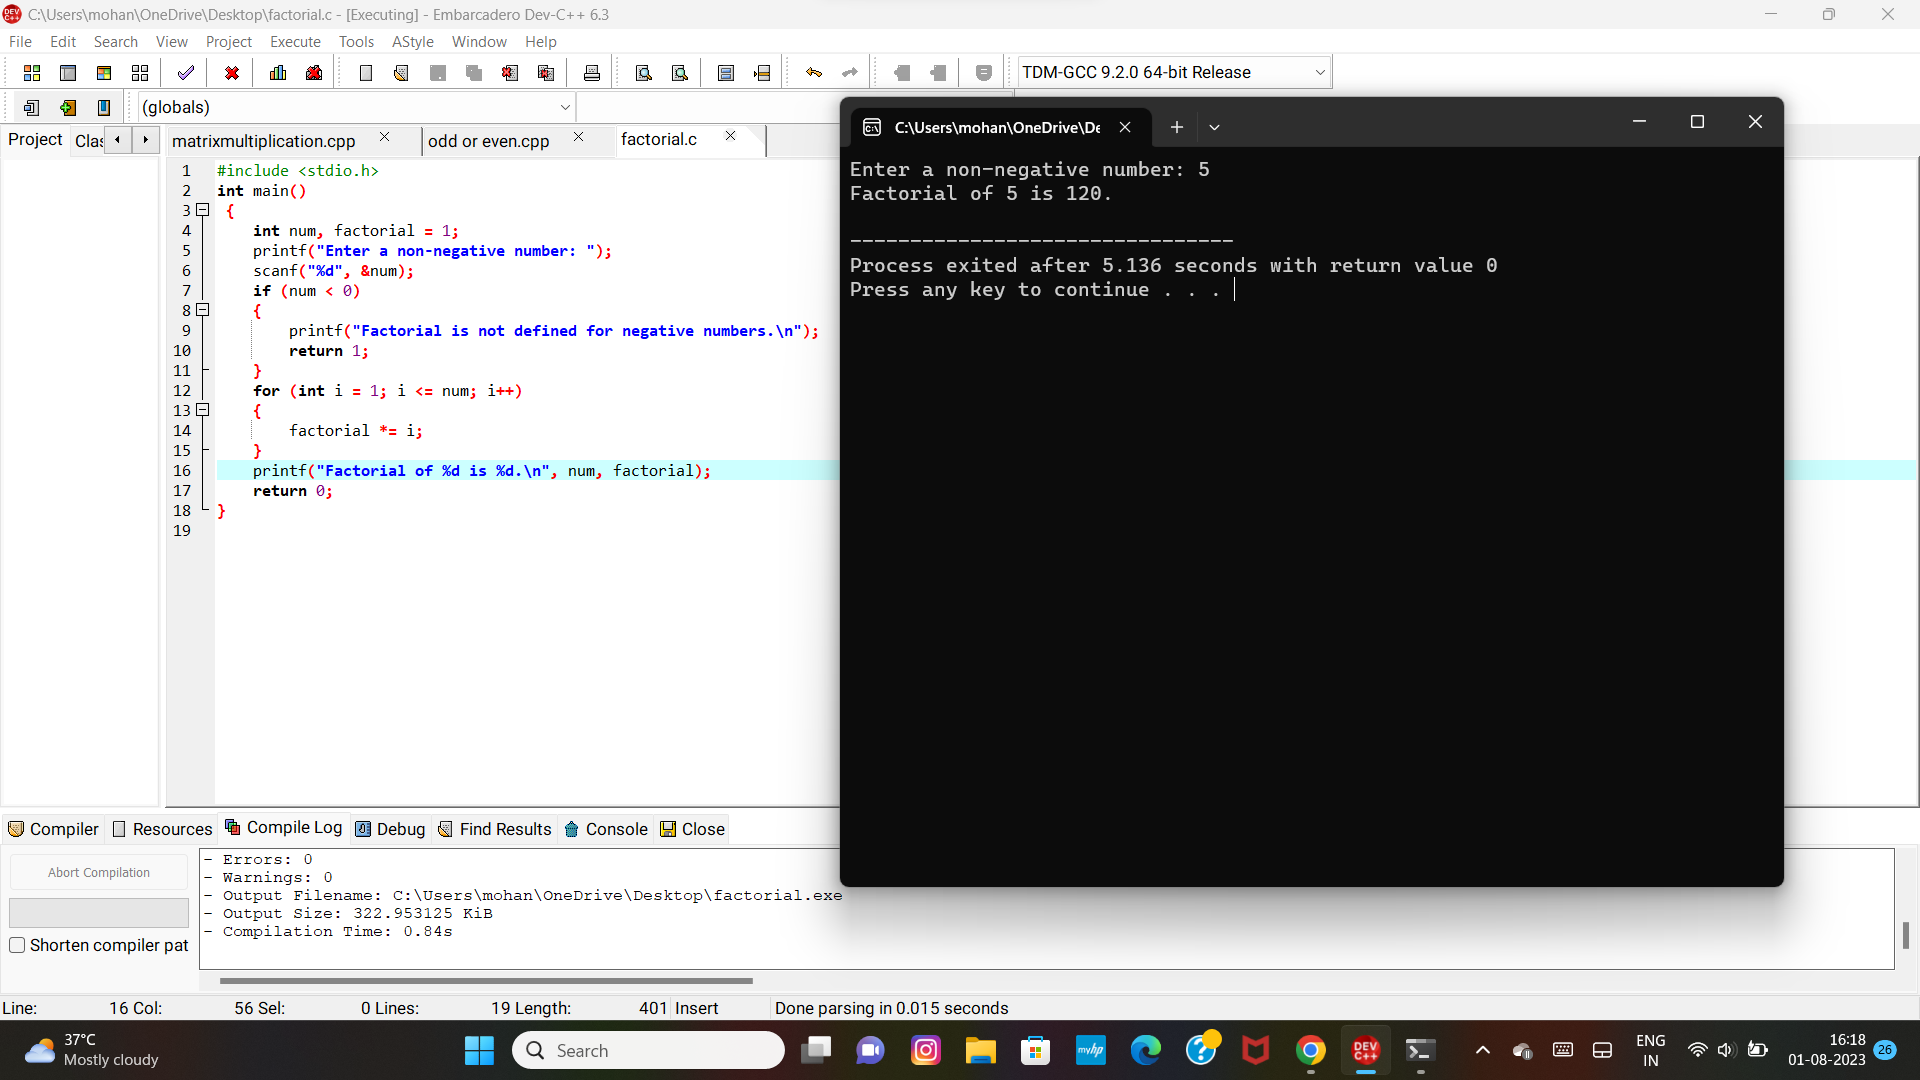 C:\Users\mohan\OneDrive\Desktop\factorial.c - [Executing] - Embarcadero Dev-C++ 6.3
File Edit Search View Project Execute Tools AStyle Window Help
TDM-GCC 9.2.0 64-bit Release
(globals)
Project Clas matrixmultiplication.cpp odd or even.cpp factorial.c
1 #include <stdio.h>
2 int main()
3 {
4 int num, factorial = 1;
5 printf("Enter a non-negative number: ");
6 scanf("%d", &num);
7 if (num < 0)
8 {
9 printf("Factorial is not defined for negative numbers.\n");
10 return 1;
11 }
12 for (int i = 1; i <= num; i++)
13 {
14 factorial *= i;
15 }
16 printf("Factorial of %d is %d.\n", num, factorial);
17 return 0;
18 }
19
C:\Users\mohan\OneDrive\De
Enter a non-negative number: 5
Factorial of 5 is 120.
--------------------------------
Process exited after 5.136 seconds with return value 0
Press any key to continue . . .
Compiler Resources Compile Log Debug Find Results Console Close
Abort Compilation
Shorten compiler pat
- Errors: 0
- Warnings: 0
- Output Filename: C:\Users\mohan\OneDrive\Desktop\factorial.exe
- Output Size: 322.953125 KiB
- Compilation Time: 0.84s
Line: 16 Col: 56 Sel: 0 Lines: 19 Length: 401 Insert Done parsing in 0.015 seconds
37°C
Mostly cloudy
Search
myhp
DEV C++
ENG
IN
16:18
01-08-2023
26